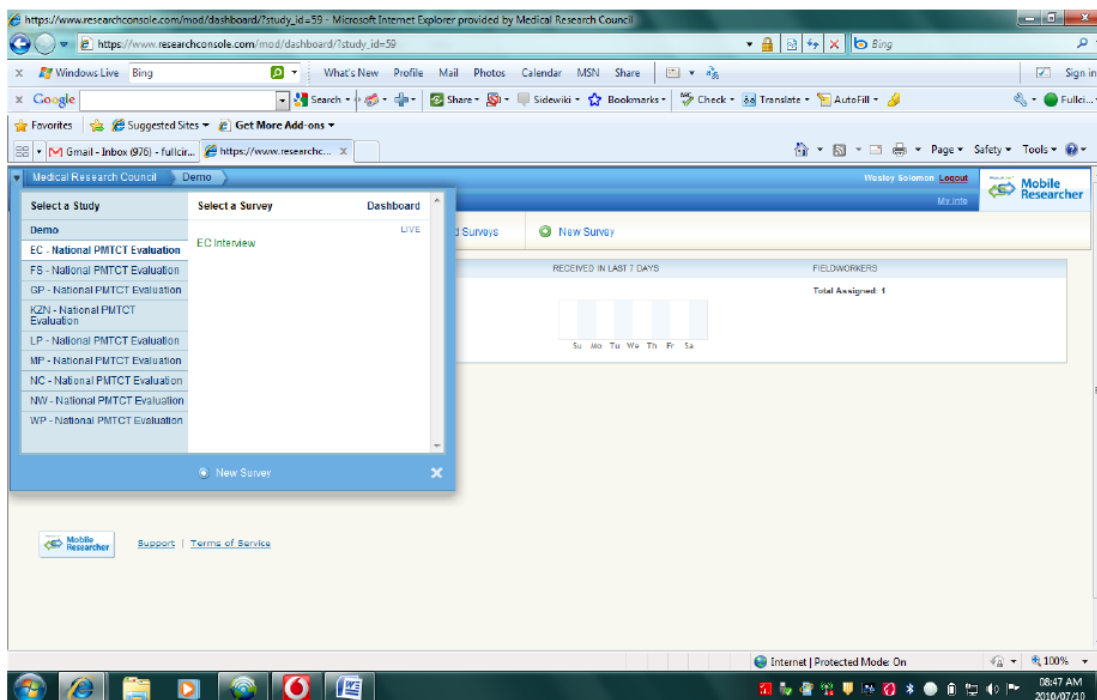 https://www.researchconsole.com/mod/dashboard/?study_id=59 - Microsoft Internet Explorer provided by Medical Research Council
https://www.researchconsole.com/mod/dashboard/?study_id=59
Bing
x Windows Live Bing What's New Profile Mail Photos Calendar MSN Share Sign in
x Google Search Share Sidewiki Bookmarks Check Translate AutoFill Fullci...
Favorites Suggested Sites Get More Add-ons
Gmail - Inbox (976) - fullcir... https://www.researchc... x Page Safety Tools
Medical Research Council Demo Wesley Solomon Logout
My Info
Mobile
Researcher
Select a Study Select a Survey Dashboard
Demo LIVE
EC - National PMTCT Evaluation EC Interview
FS - National PMTCT Evaluation
GP - National PMTCT Evaluation
KZN - National PMTCT
Evaluation
LP - National PMTCT Evaluation
MP - National PMTCT Evaluation
NC - National PMTCT Evaluation
NW - National PMTCT Evaluation
WP - National PMTCT Evaluation
New Survey
Surveys New Survey
RECEIVED IN LAST 7 DAYS FIELDWORKERS
Total Assigned: 1
Su Mo Tu We Th Fr Sa
Mobile
Researcher
Support | Terms of Service
Internet | Protected Mode: On 100%
08:47 AM
2010/07/10